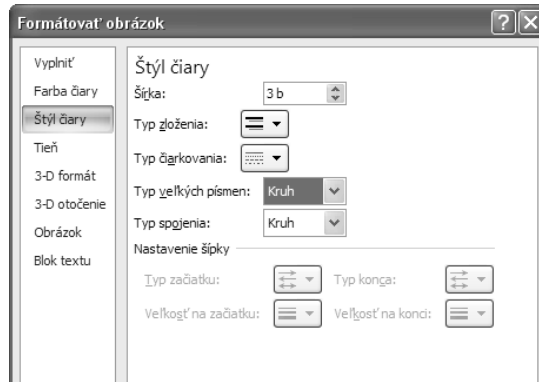 Formátovať obrázok
Vyplniť
Farba čiary
Štýl čiary
Tieň
3-D formát
3-D otočenie
Obrázok
Blok textu
Štýl čiary
Šírka: 3 b
Typ zloženia:
Typ čiarkovania:
Typ veľkých písmen: Kruh
Typ spojenia: Kruh
Nastavenie šípky
Typ začiatku: Typ konca:
Veľkosť na začiatku: Veľkosť na konci: